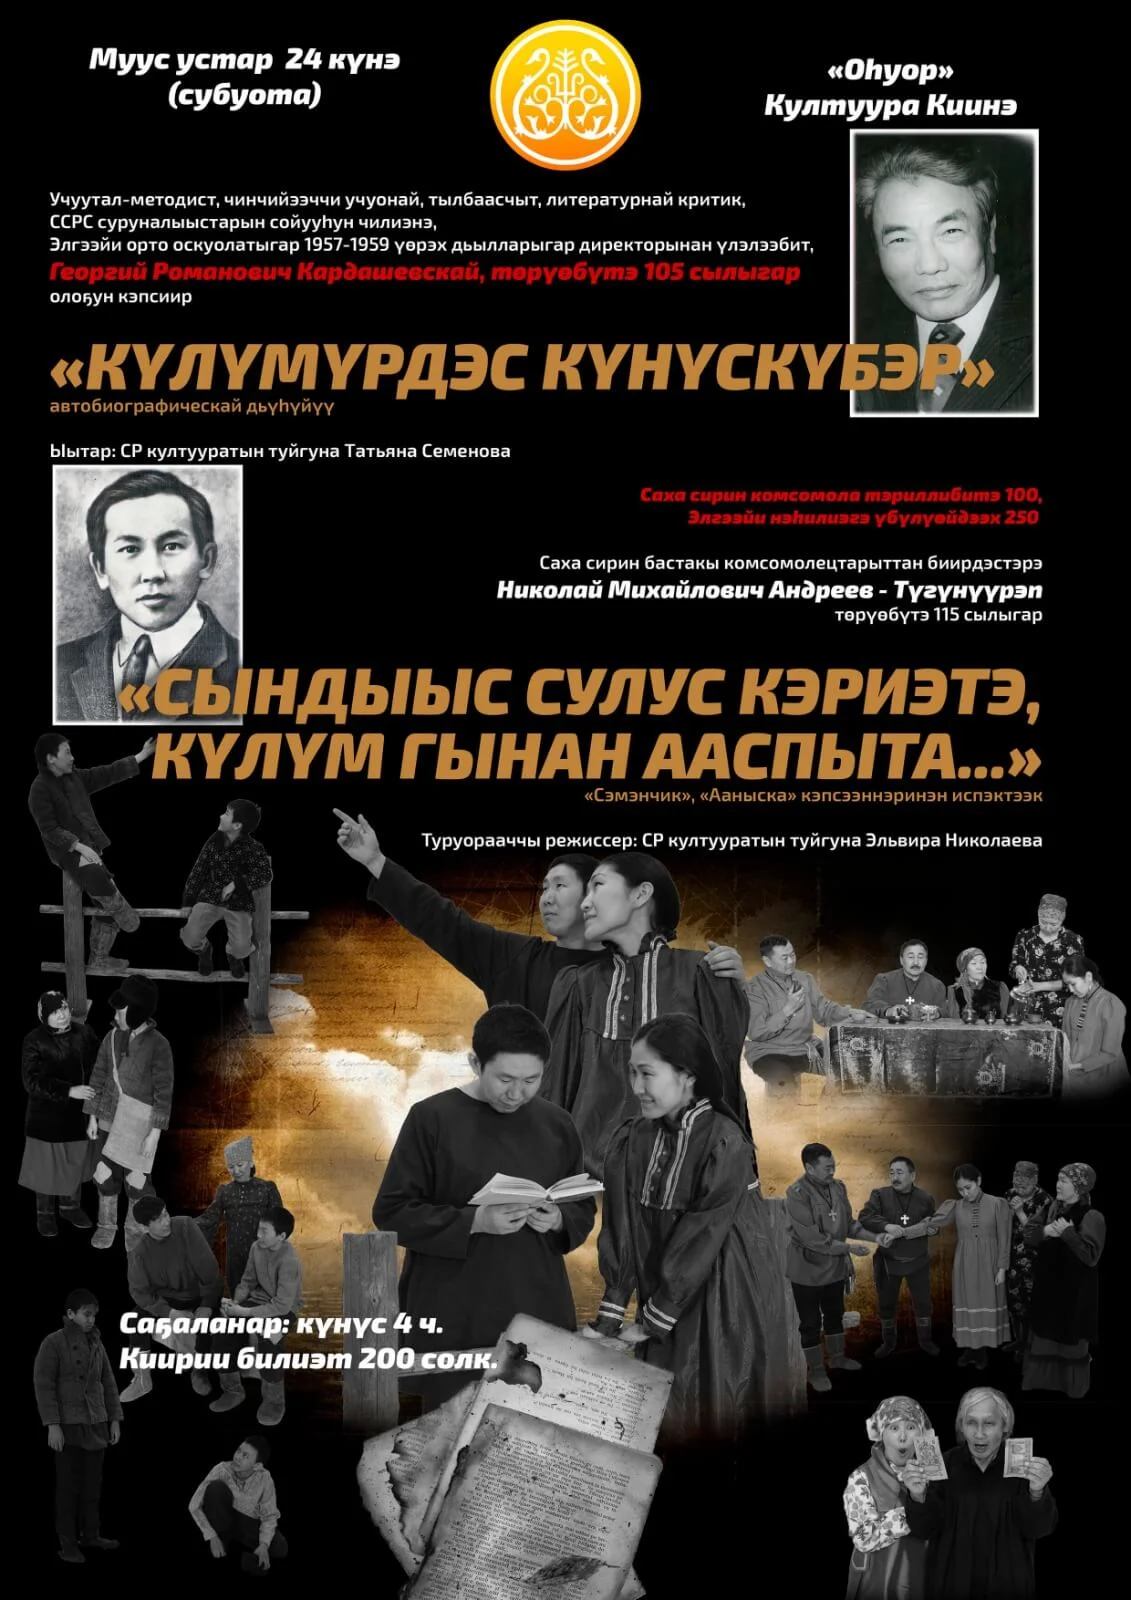 Муус устар 24 күнэ
(субуота)
«Оһуор»
Култуура Киинэ
Учуутал-методист, чинчийээччи учуонай, тылбаасчыт, литературнай критик,
ССРС суруналыыстарын сойууһун чилиэнэ,
Элгээйи орто оскуолатыгар 1957-1959 үөрэх дьылларыгар директорынан үлэлээбит,
Георгий Романович Кардашевскай, төрүөбүтэ 105 сылыгар
олоҕун кэпсиир
«КҮЛҮМҮРДЭС КҮНҮСКҮБЭР»
автобиографическай дьүһүйүү
Ыытар: СР култууратын туйгуна Татьяна Семенова
Саха сирин комсомола тэриллибитэ 100,
Элгээйи нэһилиэгэ үбүлүөйдээх 250
Саха сирин бастакы комсомолецтарыттан биирдэстэрэ
Николай Михайлович Андреев - Түгүнүүрэп
төрүөбүтэ 115 сылыгар
«СЫНДЫЫС СУЛУС КЭРИЭТЭ,
КҮЛҮМ ГЫНАН ААСПЫТА...»
«Сэмэнчик», «Ааныска» кэпсээннэринэн испэктээк
Туруорааччы режиссер: СР култууратын туйгуна Эльвира Николаева
Саҕаланар: күнүс 4 ч.
Киирии билиэт 200 солк.